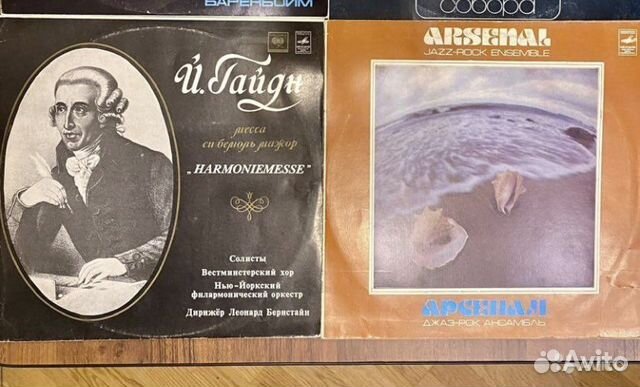 БАРЕНБОЙМ
собора
Й. Гайдн
месса
си бемоль мажор
„HARMONIEMESSE"
Солисты
Вестминстерский хор
Нью-Йоркский
филармонический оркестр
Дирижёр Леонард Бернстайн
ARSENAL
JAZZ-ROCK ENSEMBLE
АРСЕНАЛ
ДЖАЗ-РОК АНСАМБЛЬ
Avito